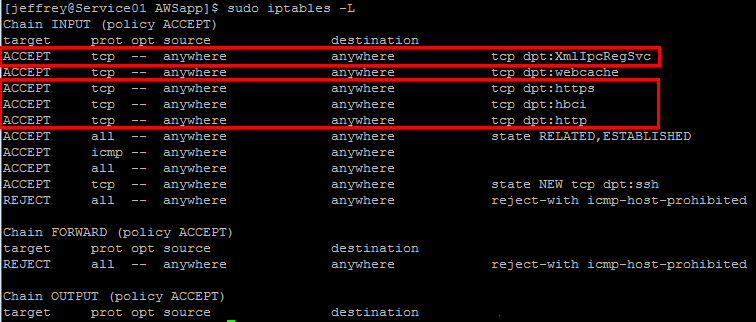 [jeffrey@Service01 AWSapp]$ sudo iptables -L
Chain INPUT (policy ACCEPT)
target prot opt source destination
ACCEPT tcp -- anywhere anywhere tcp dpt:XmlIpcRegSvc
ACCEPT tcp -- anywhere anywhere tcp dpt:webcache
ACCEPT tcp -- anywhere anywhere tcp dpt:https
ACCEPT tcp -- anywhere anywhere tcp dpt:hbci
ACCEPT tcp -- anywhere anywhere tcp dpt:http
ACCEPT all -- anywhere anywhere state RELATED,ESTABLISHED
ACCEPT icmp -- anywhere anywhere
ACCEPT all -- anywhere anywhere
ACCEPT tcp -- anywhere anywhere state NEW tcp dpt:ssh
REJECT all -- anywhere anywhere reject-with icmp-host-prohibited
Chain FORWARD (policy ACCEPT)
target prot opt source destination
REJECT all -- anywhere anywhere reject-with icmp-host-prohibited
Chain OUTPUT (policy ACCEPT)
target prot opt source destination